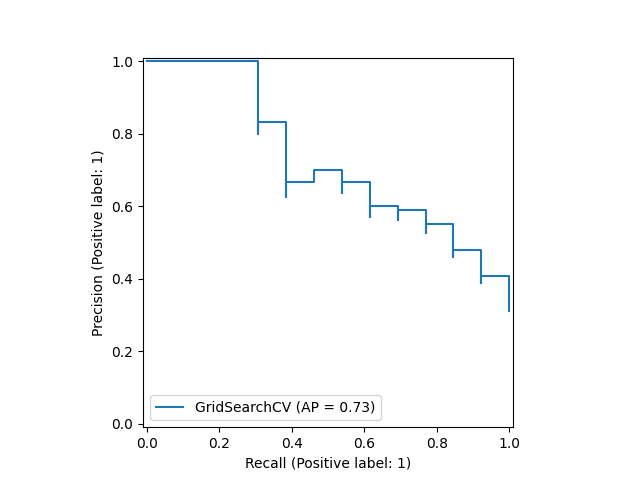 1.0
0.8
0.6
0.4
0.2
0.0
Precision (Positive label: 1)
GridSearchCV (AP = 0.73)
0.0 0.2 0.4 0.6 0.8 1.0
Recall (Positive label: 1)